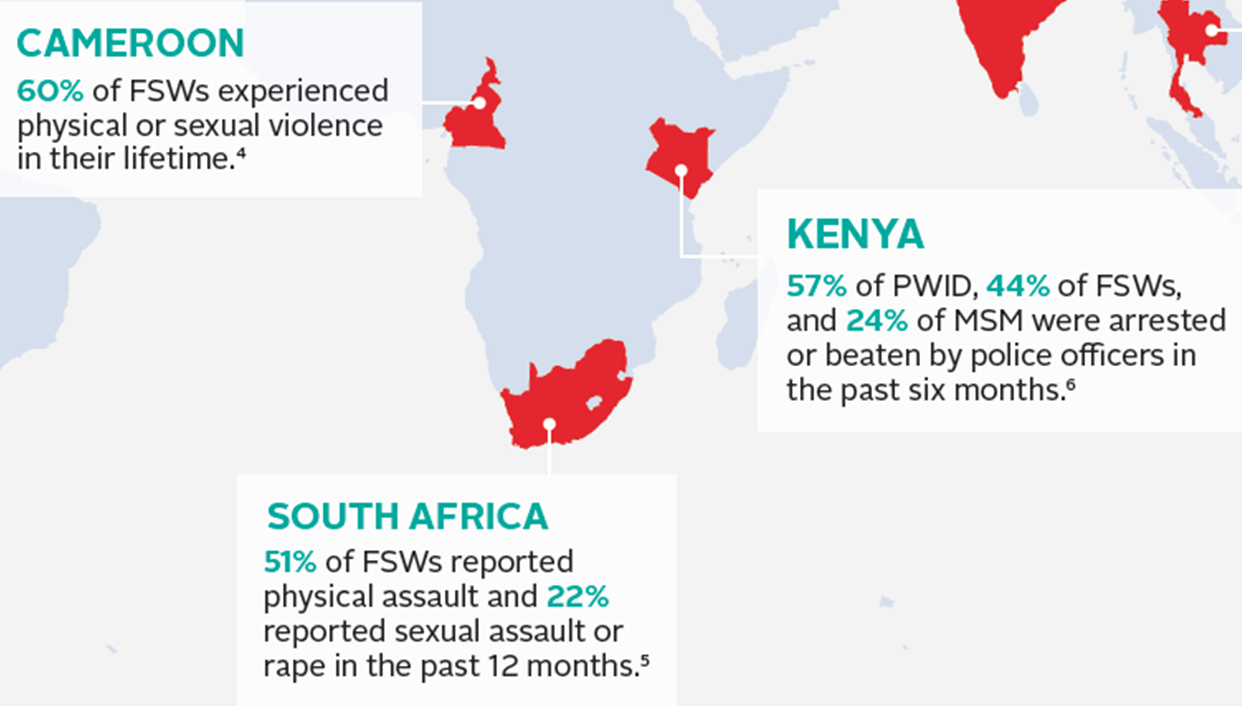 CAMEROON
60% of FSWs experienced
physical or sexual violence
in their lifetime.⁴
KENYA
57% of PWID, 44% of FSWs,
and 24% of MSM were arrested
or beaten by police officers in
the past six months.⁶
SOUTH AFRICA
51% of FSWs reported
physical assault and 22%
reported sexual assault or
rape in the past 12 months.⁵